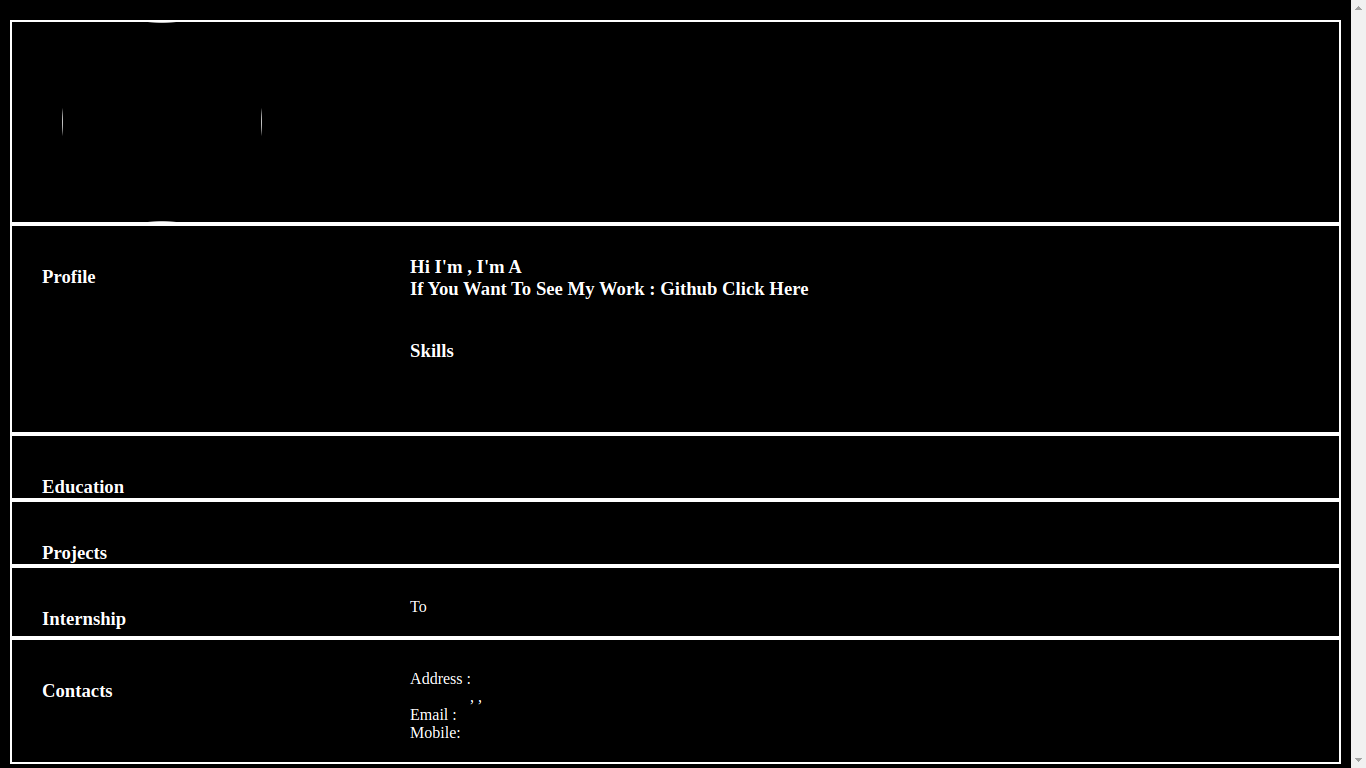 Profile
Hi I'm , I'm A
If You Want To See My Work : Github Click Here
Skills
Education
Projects
Internship
To
Contacts
Address :
, ,
Email :
Mobile: